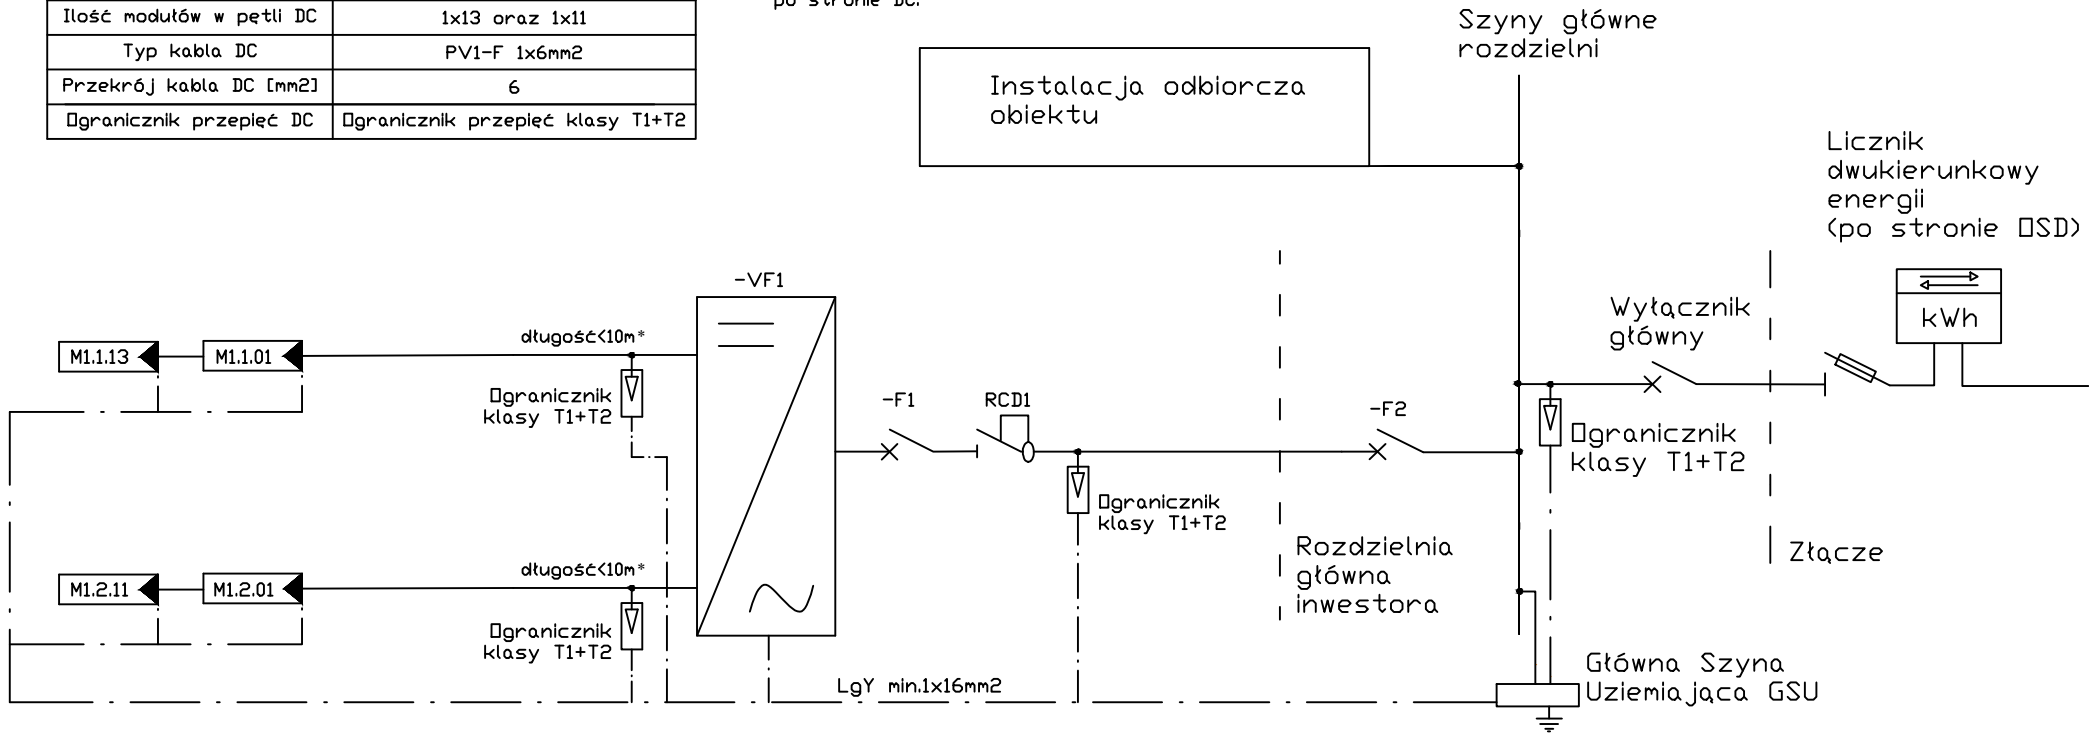 Ilość modułów w pętli DC 1x13 oraz 1x11
Typ kabla DC PV1-F 1x6mm2
Przekrój kabla DC [mm2] 6
Ogranicznik przepięć DC Ogranicznik przepięć klasy T1+T2
po stronie DC.
Szyny główne
rozdzielni
Instalacja odbiorcza
obiektu
Licznik
dwukierunkowy
energii
(po stronie OSD)
kWh
Wyłącznik
główny
-VF1
długość<10m*
M1.1.13
M1.1.01
Ogranicznik
klasy T1+T2
-F1
RCD1
-F2
Ogranicznik
klasy T1+T2
Ogranicznik
klasy T1+T2
Rozdzielnia
główna
inwestora
Złącze
długość<10m*
M1.2.11
M1.2.01
Ogranicznik
klasy T1+T2
LgY min.1x16mm2
Główna Szyna
Uziemiająca GSU